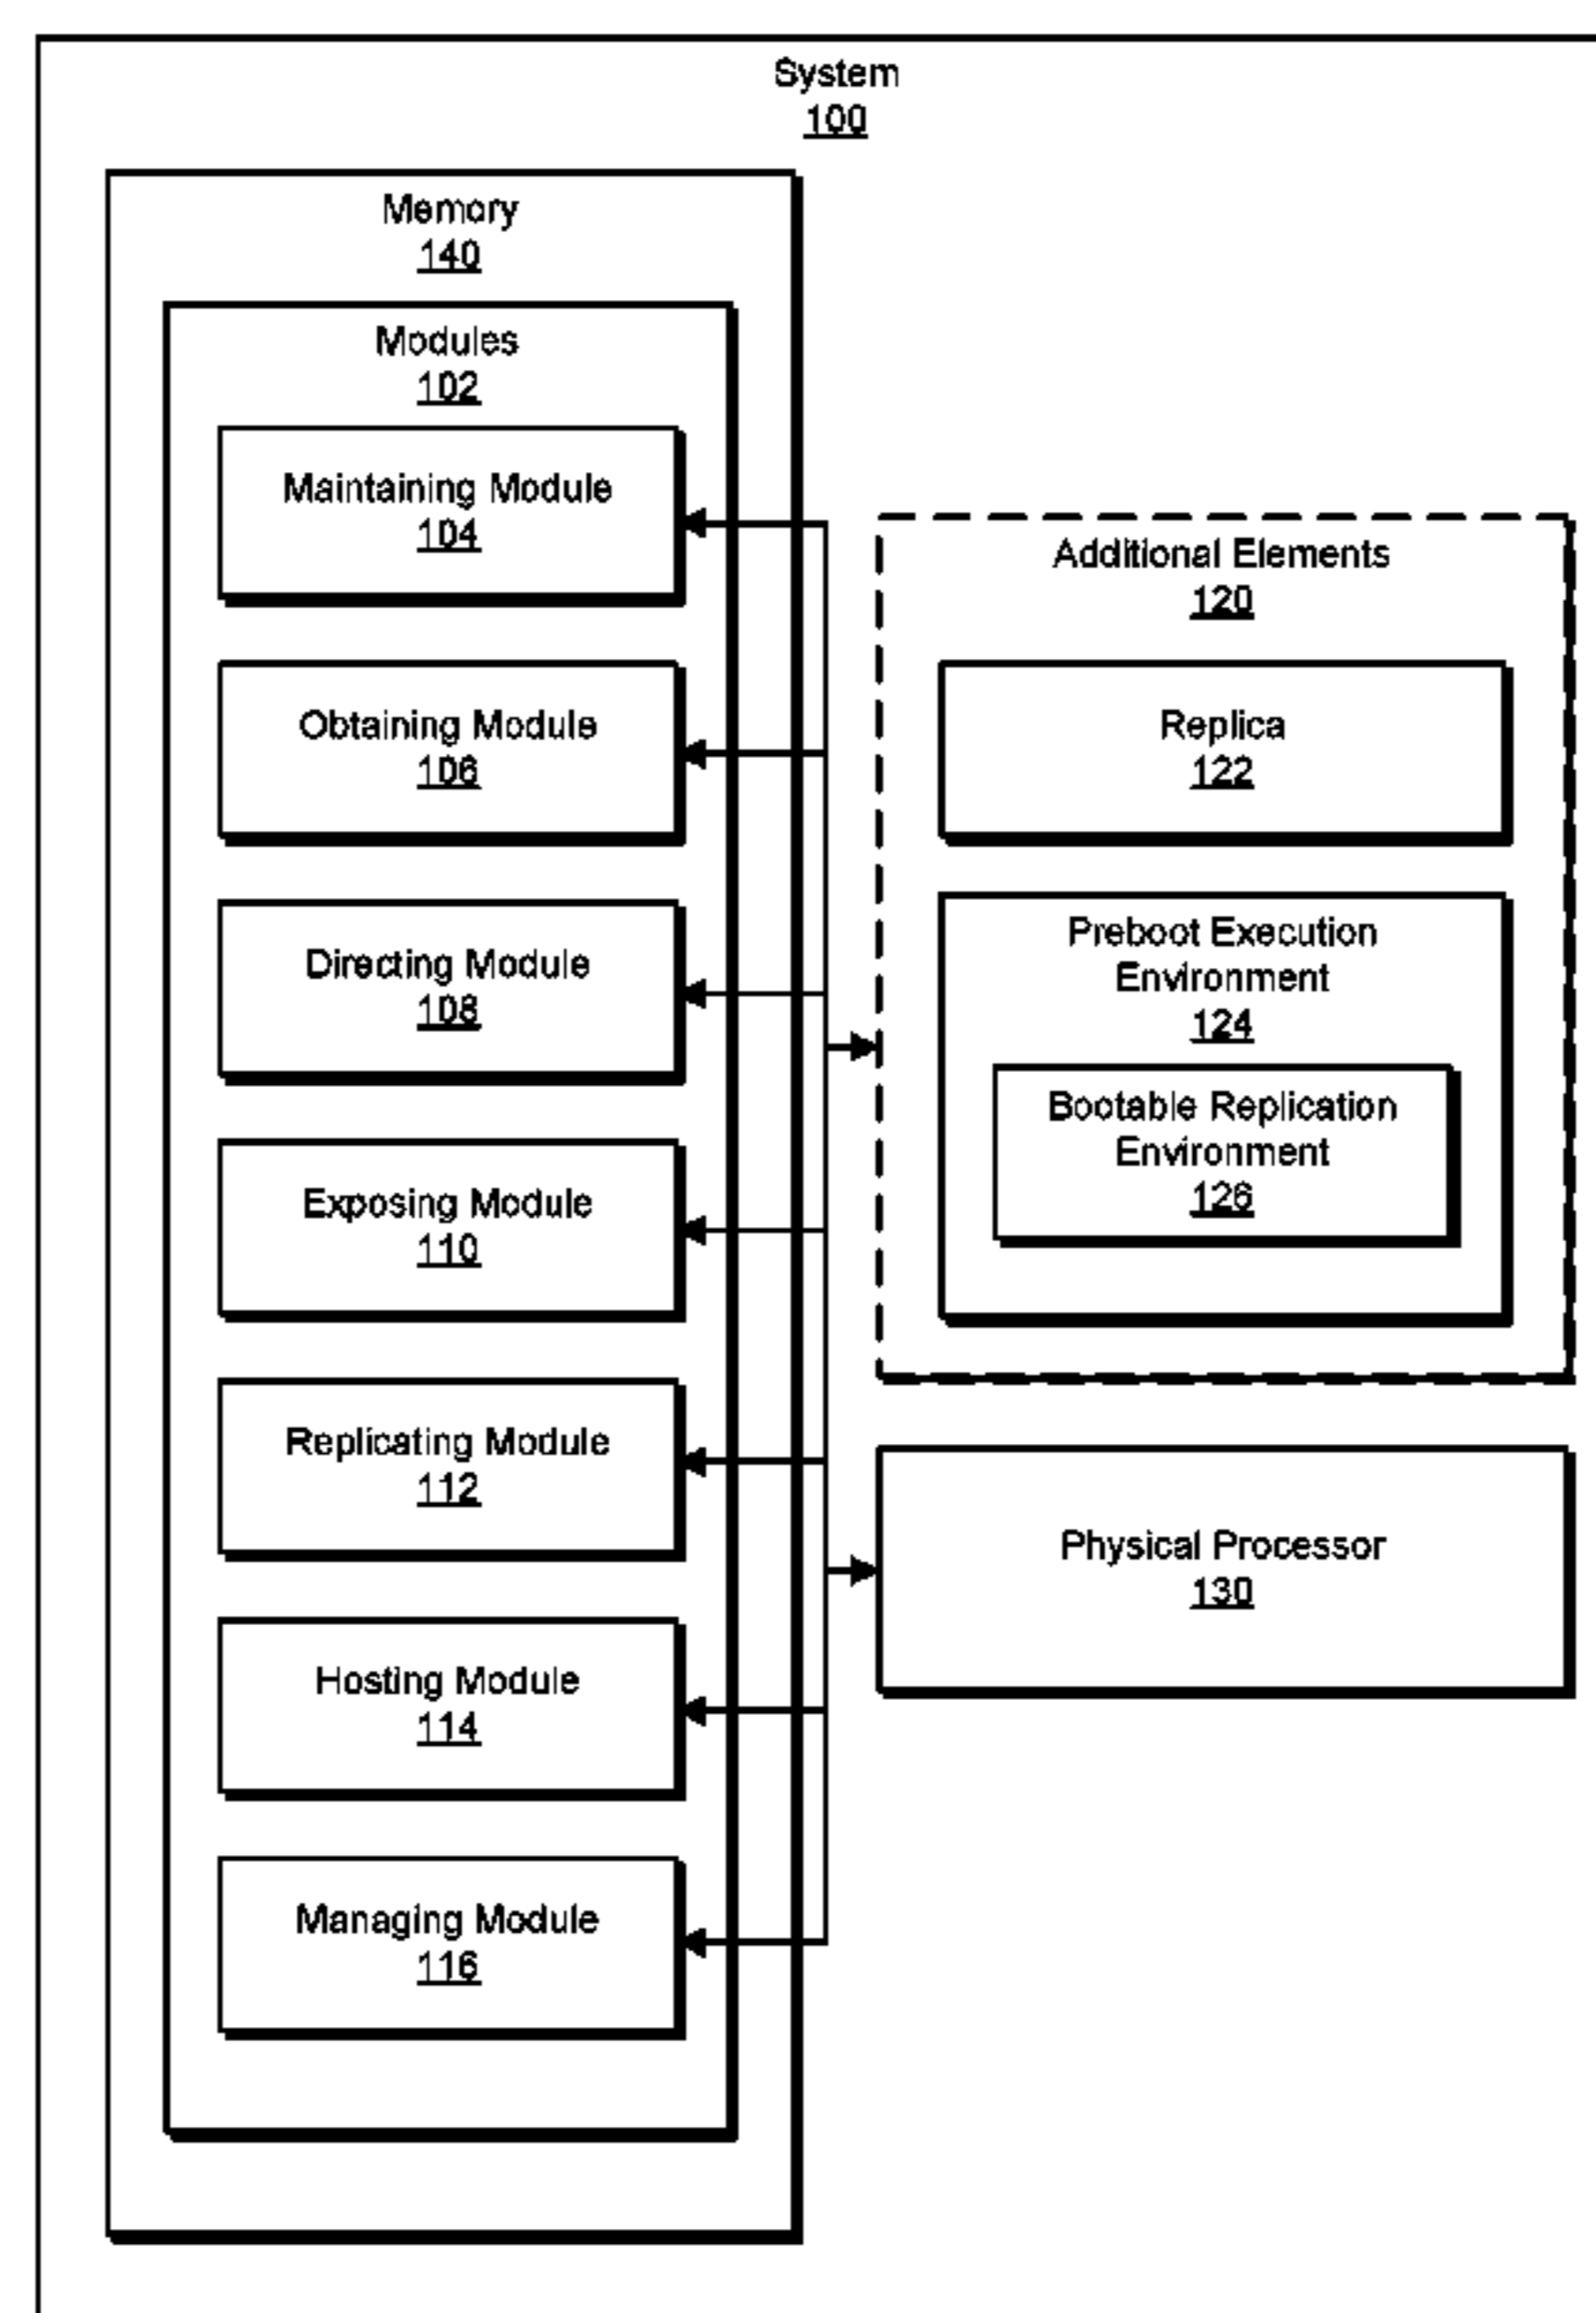 System
100
Memory
140
Modules
102
Maintaining Module
104
Obtaining Module
106
Directing Module
108
Exposing Module
110
Replicating Module
112
Hosting Module
114
Managing Module
116
Additional Elements
120
Replica
122
Preboot Execution
Environment
124
Bootable Replication
Environment
126
Physical Processor
130